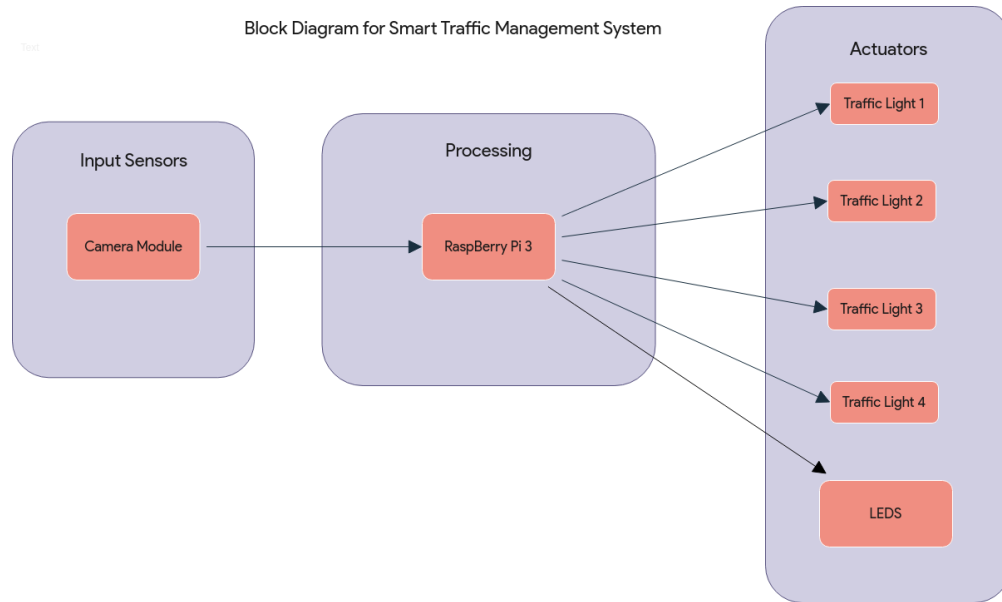 Block Diagram for Smart Traffic Management System
Text
Input Sensors
Camera Module
Processing
RaspBerry Pi 3
Actuators
Traffic Light 1
Traffic Light 2
Traffic Light 3
Traffic Light 4
LEDS